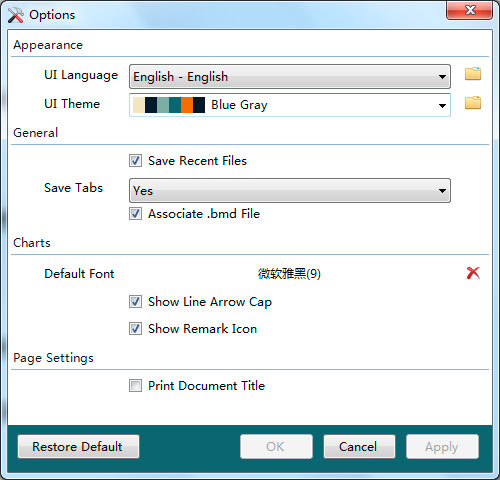 Options
Appearance
UI Language English - English
UI Theme Blue Gray
General
Save Recent Files
Save Tabs Yes
Associate .bmd File
Charts
Default Font 微软雅黑(9)
Show Line Arrow Cap
Show Remark Icon
Page Settings
Print Document Title
Restore Default OK Cancel Apply